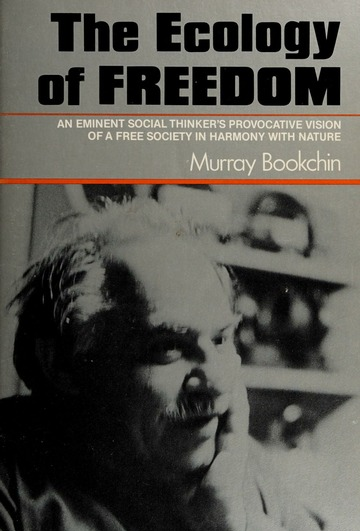 The Ecology
of FREEDOM
AN EMINENT SOCIAL THINKER'S PROVOCATIVE VISION
OF A FREE SOCIETY IN HARMONY WITH NATURE
Murray Bookchin